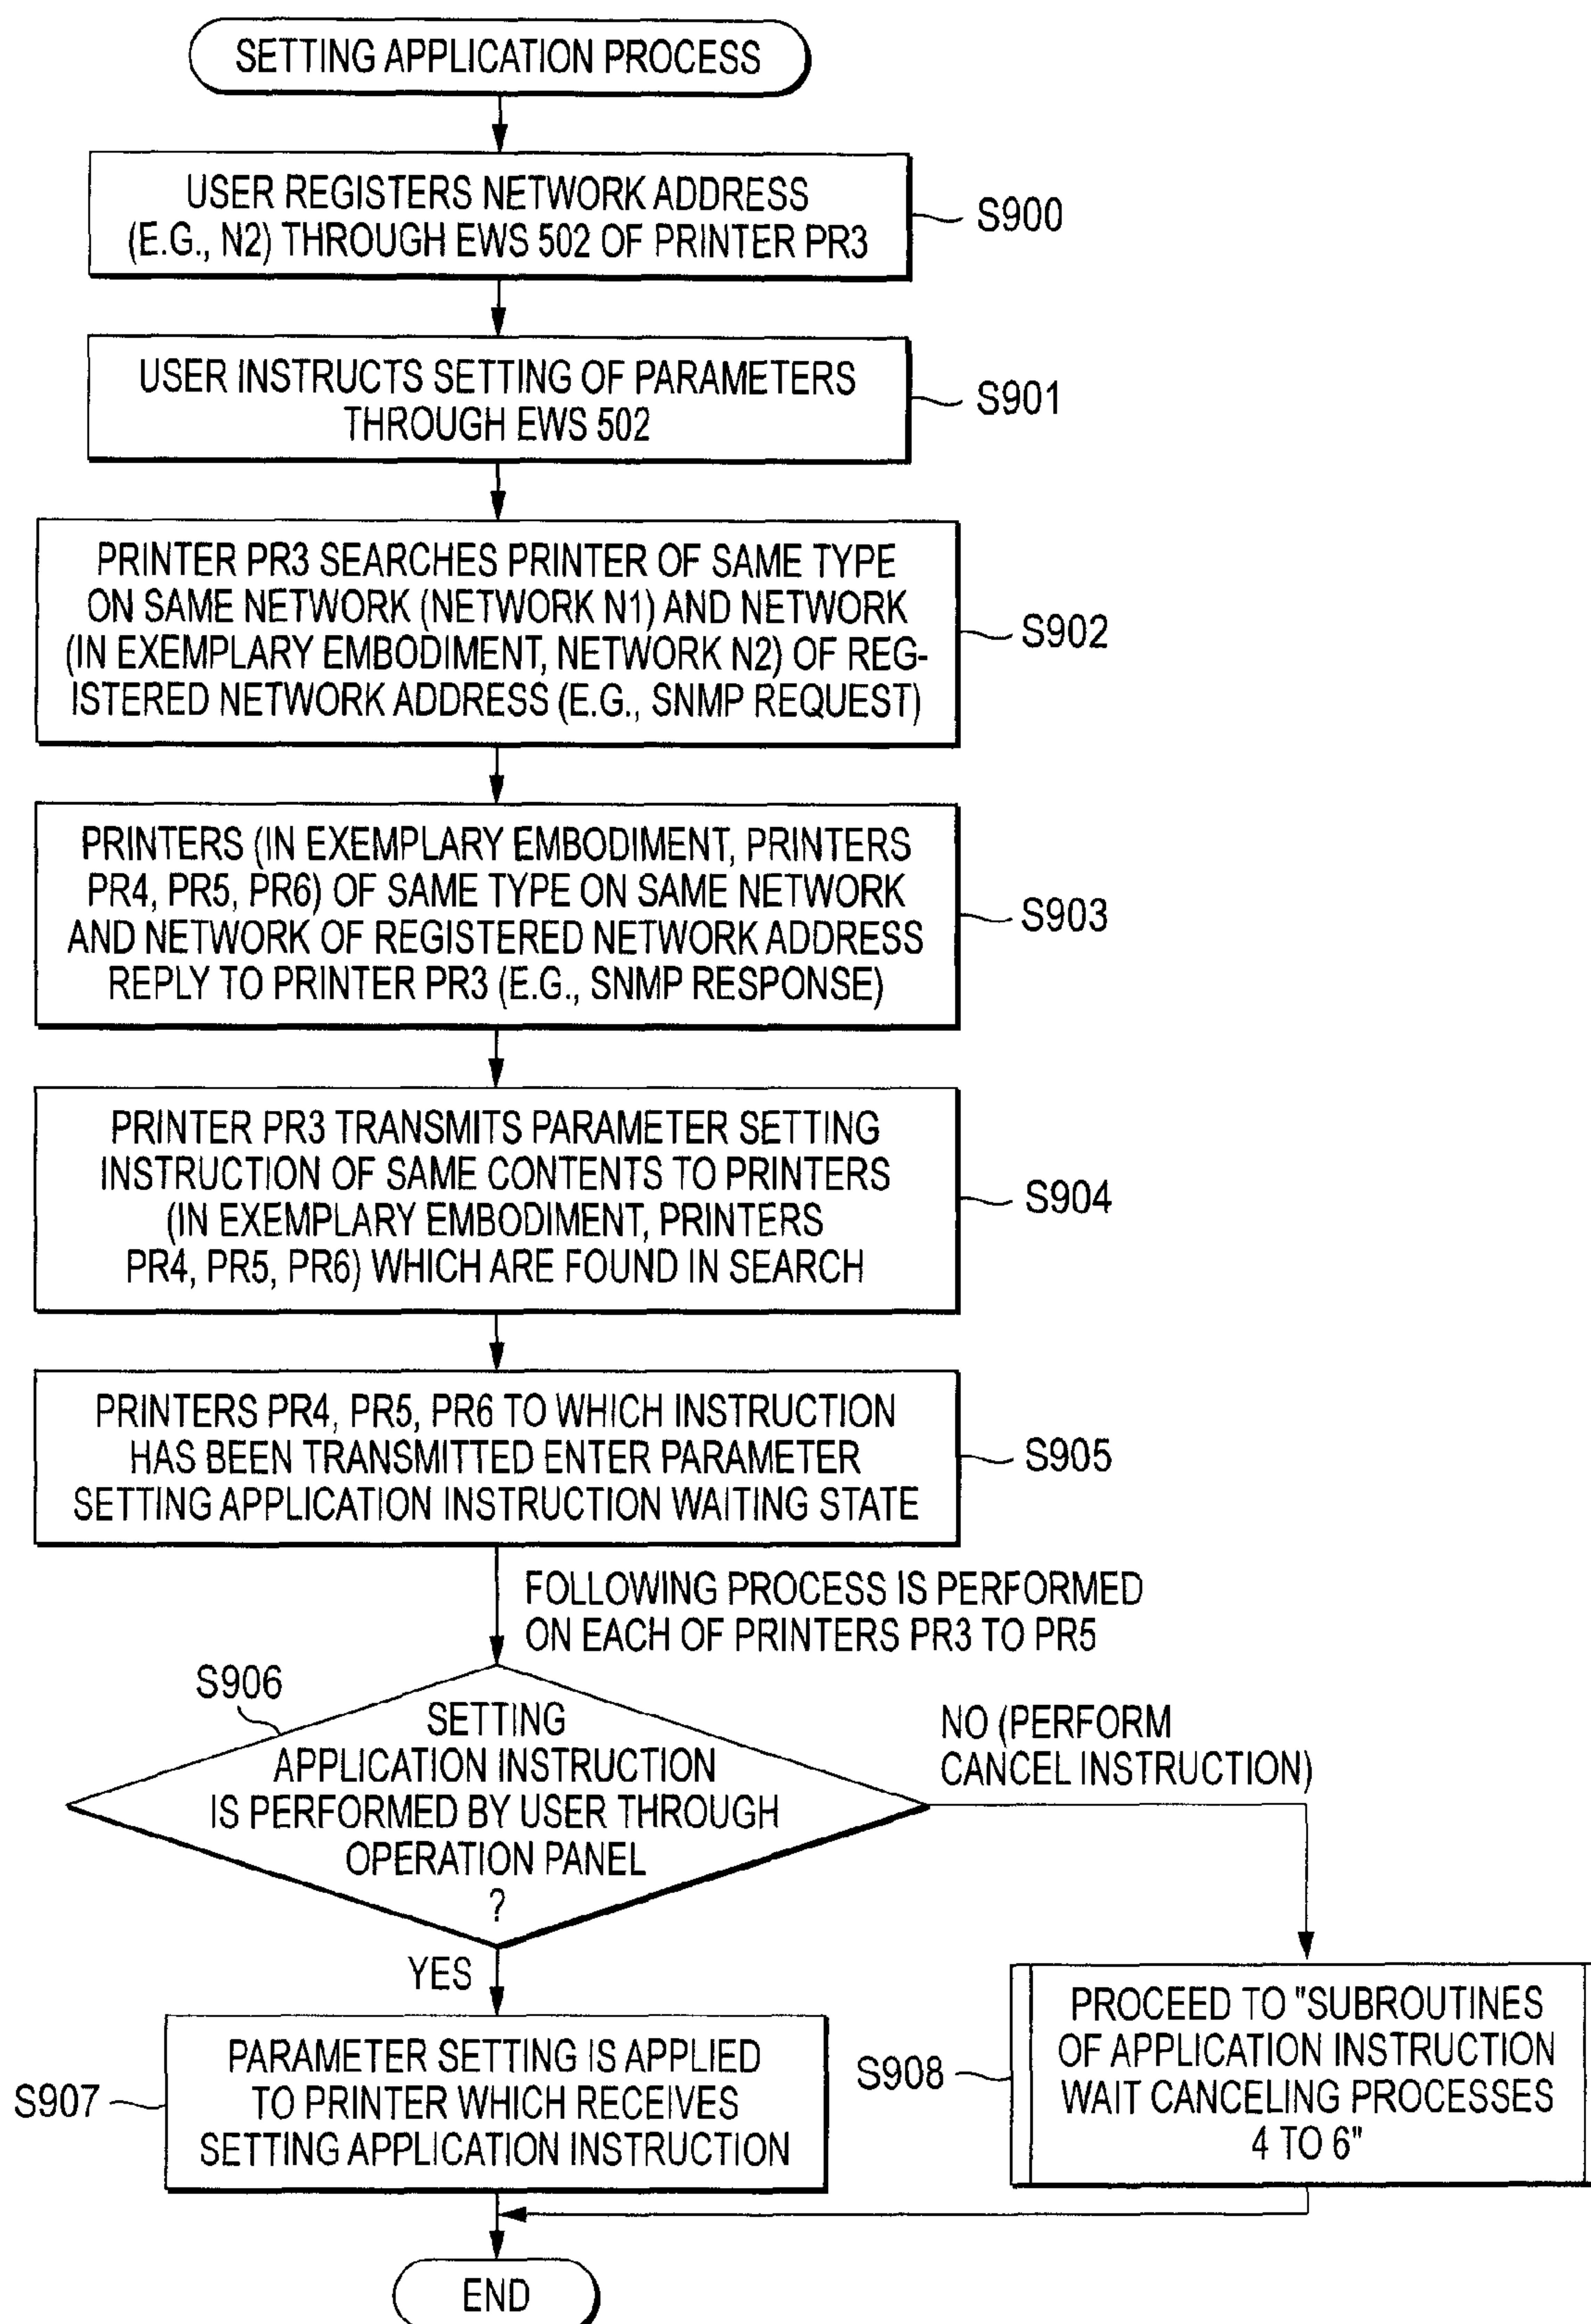 SETTING APPLICATION PROCESS
USER REGISTERS NETWORK ADDRESS
(E.G., N2) THROUGH EWS 502 OF PRINTER PR3
S900
USER INSTRUCTS SETTING OF PARAMETERS
THROUGH EWS 502
S901
PRINTER PR3 SEARCHES PRINTER OF SAME TYPE
ON SAME NETWORK (NETWORK N1) AND NETWORK
(IN EXEMPLARY EMBODIMENT, NETWORK N2) OF REG-
ISTERED NETWORK ADDRESS (E.G., SNMP REQUEST)
S902
PRINTERS (IN EXEMPLARY EMBODIMENT, PRINTERS
PR4, PR5, PR6) OF SAME TYPE ON SAME NETWORK
AND NETWORK OF REGISTERED NETWORK ADDRESS
REPLY TO PRINTER PR3 (E.G., SNMP RESPONSE)
S903
PRINTER PR3 TRANSMITS PARAMETER SETTING
INSTRUCTION OF SAME CONTENTS TO PRINTERS
(IN EXEMPLARY EMBODIMENT, PRINTERS
PR4, PR5, PR6) WHICH ARE FOUND IN SEARCH
S904
PRINTERS PR4, PR5, PR6 TO WHICH INSTRUCTION
HAS BEEN TRANSMITTED ENTER PARAMETER
SETTING APPLICATION INSTRUCTION WAITING STATE
S905
FOLLOWING PROCESS IS PERFORMED
ON EACH OF PRINTERS PR3 TO PR5
S906
SETTING
APPLICATION INSTRUCTION
IS PERFORMED BY USER THROUGH
OPERATION PANEL
?
NO (PERFORM
CANCEL INSTRUCTION)
YES
PARAMETER SETTING IS APPLIED
TO PRINTER WHICH RECEIVES
SETTING APPLICATION INSTRUCTION
S907
PROCEED TO "SUBROUTINES
OF APPLICATION INSTRUCTION
WAIT CANCELING PROCESSES
4 TO 6"
S908
END